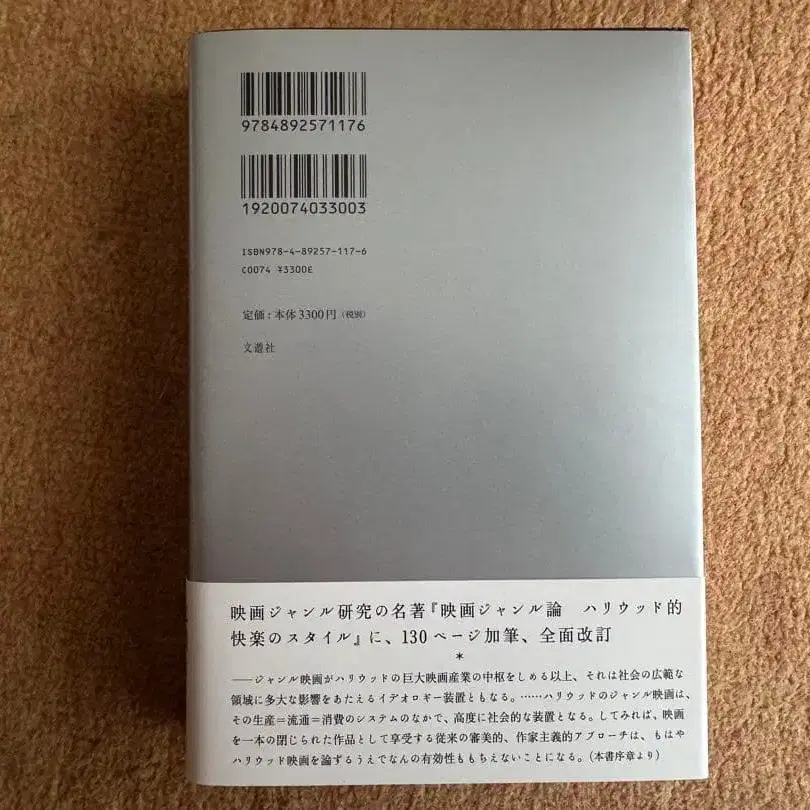 9784892571176
1920074033003
ISBN978-4-89257-117-6
C0074 ¥3300E
定価：本体3300円（税別）
文遊社
映画ジャンル研究の名著『映画ジャンル論　ハリウッド的
快楽のスタイル』に、130ページ加筆、全面改訂
*
――ジャンル映画がハリウッドの巨大映画産業の中枢をしめる以上、それは社会の広範な
領域に多大な影響をあたえるイデオロギー装置ともなる。……ハリウッドのジャンル映画は、
その生産＝流通＝消費のシステムのなかで、高度に社会的な装置となる。してみれば、映画
を一本の閉じられた作品として享受する従来の審美的、作家主義的アプローチは、もはや
ハリウッド映画を論ずるうえでなんの有効性ももちえないことになる。（本書序章より）